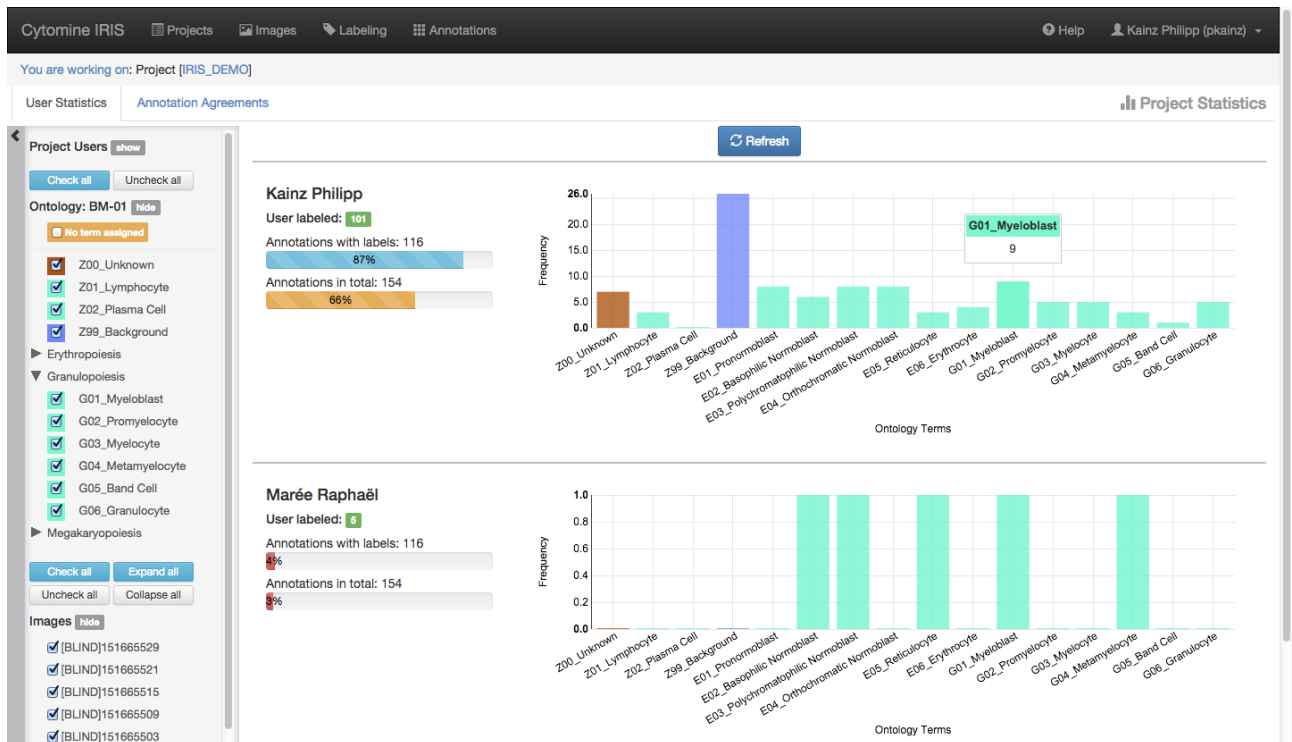 Cytomine IRIS Projects Images Labeling Annotations Help Kainz Philipp (pkainz)
You are working on: Project [IRIS_DEMO]
User Statistics Annotation Agreements Project Statistics
Project Users show
Check all Uncheck all
Ontology: BM-01 hide
No term assigned
Z00_Unknown
Z01_Lymphocyte
Z02_Plasma Cell
Z99_Background
Erythropoiesis
Granulopoiesis
G01_Myeloblast
G02_Promyelocyte
G03_Myelocyte
G04_Metamyelocyte
G05_Band Cell
G06_Granulocyte
Megakaryopoiesis
Check all Expand all
Uncheck all Collapse all
Images hide
[BLIND]151665529
[BLIND]151665521
[BLIND]151665515
[BLIND]151665509
[BLIND]151665503
Refresh
Kainz Philipp
User labeled: 101
Annotations with labels: 116
87%
Annotations in total: 154
66%
Frequency
26.0
20.0
15.0
10.0
5.0
0.0
G01_Myeloblast
9
Z00_Unknown
Z01_Lymphocyte
Z02_Plasma Cell
Z99_Background
E01_Pronormoblast
E02_Basophilic Normoblast
E03_Polychromatophilic Normoblast
E04_Orthochromatic Normoblast
E05_Reticulocyte
E06_Erythrocyte
G01_Myeloblast
G02_Promyelocyte
G03_Myelocyte
G04_Metamyelocyte
G05_Band Cell
G06_Granulocyte
Ontology Terms
Marée Raphaël
User labeled: 5
Annotations with labels: 116
4%
Annotations in total: 154
3%
Frequency
1.0
0.8
0.6
0.4
0.2
0.0
Z00_Unknown
Z01_Lymphocyte
Z02_Plasma Cell
Z99_Background
E01_Pronormoblast
E02_Basophilic Normoblast
E03_Polychromatophilic Normoblast
E04_Orthochromatic Normoblast
E05_Reticulocyte
E06_Erythrocyte
G01_Myeloblast
G02_Promyelocyte
G03_Myelocyte
G04_Metamyelocyte
G05_Band Cell
G06_Granulocyte
Ontology Terms